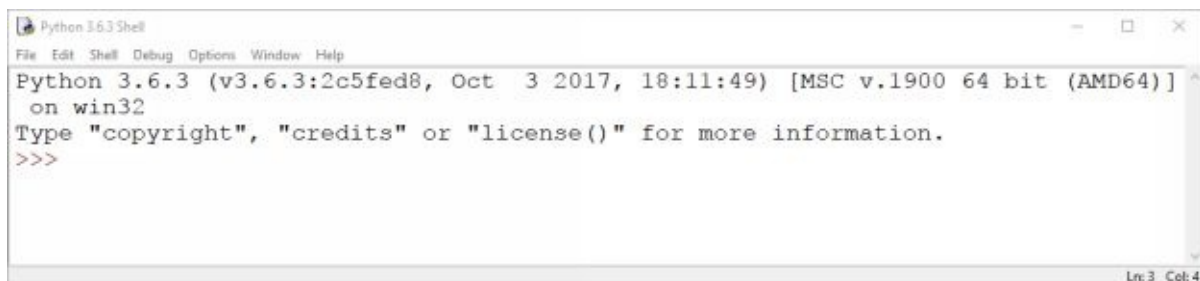 Python 3.6.3 Shell
File Edit Shell Debug Options Window Help
Python 3.6.3 (v3.6.3:2c5fed8, Oct  3 2017, 18:11:49) [MSC v.1900 64 bit (AMD64)]
 on win32
Type "copyright", "credits" or "license()" for more information.
>>>
Ln: 3 Col: 4